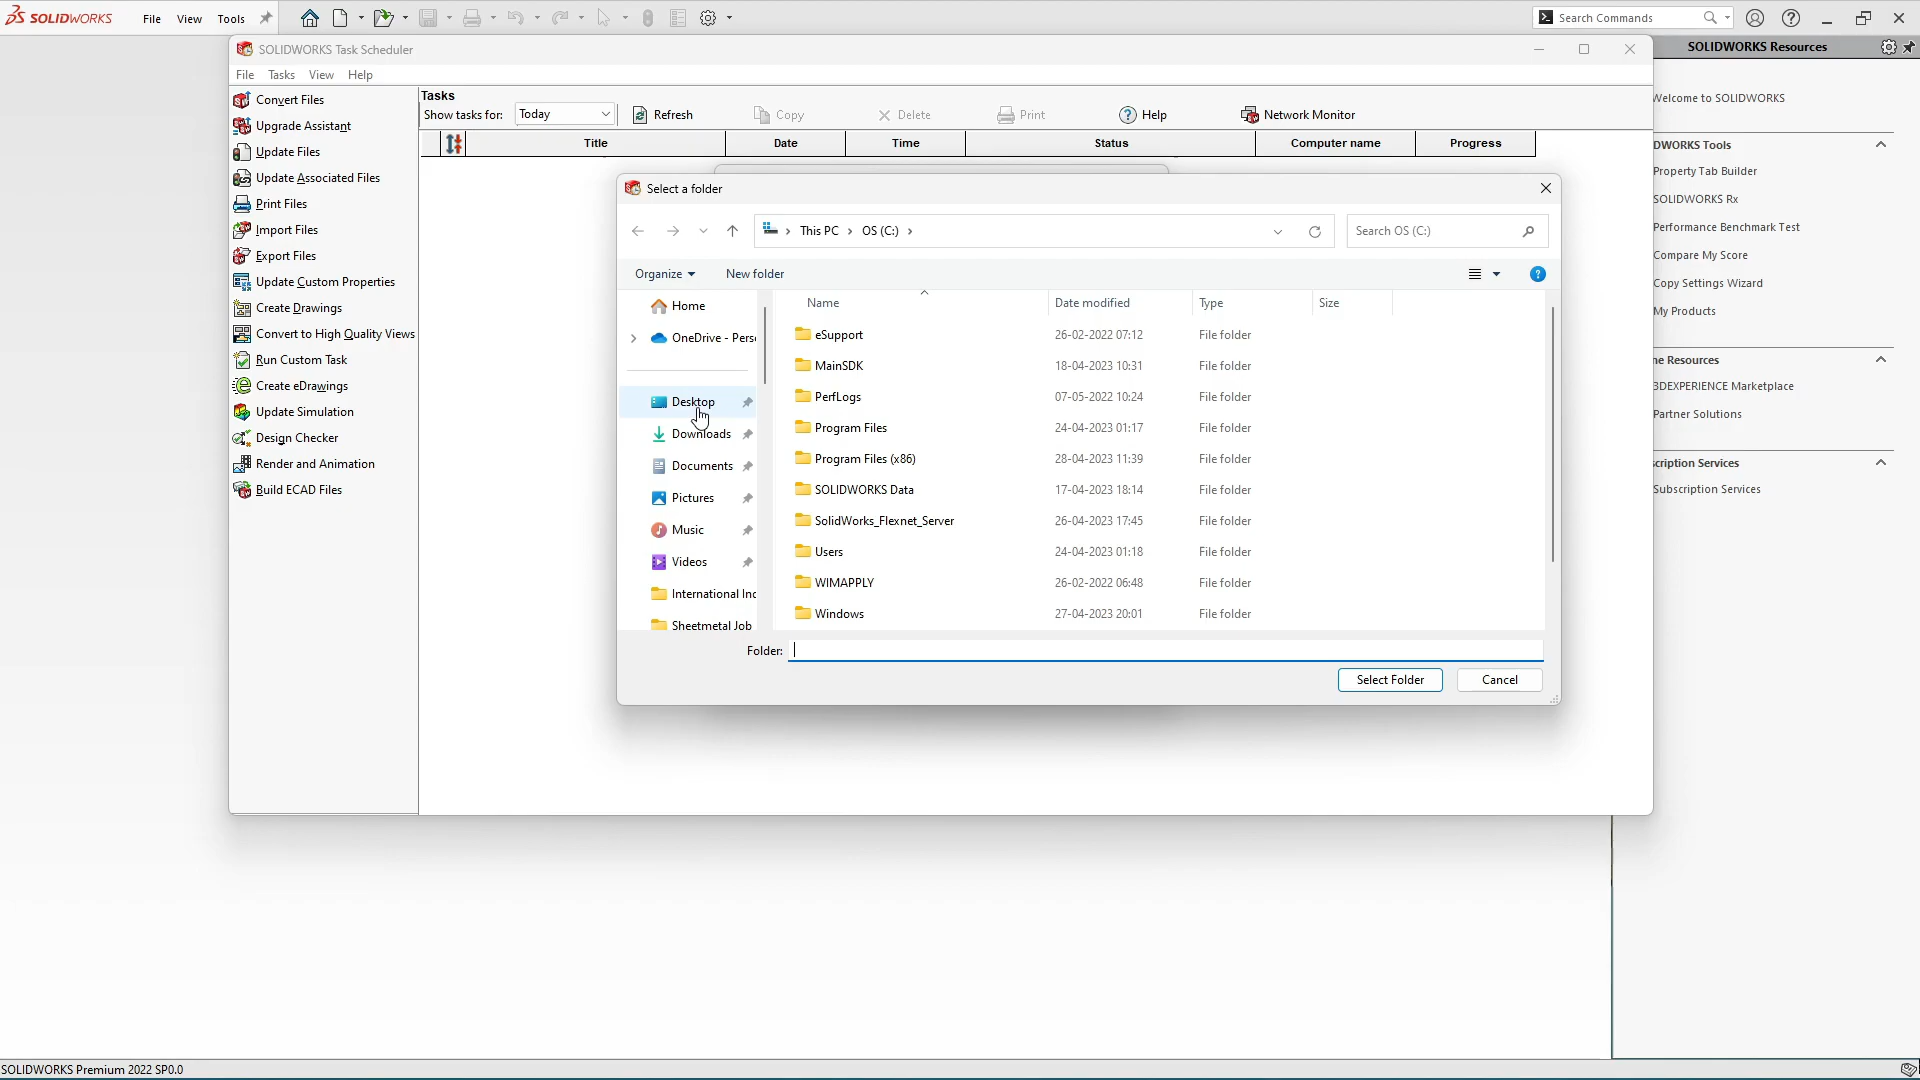 SOLIDWORKS File View Tools Search Commands
SOLIDWORKS Task Scheduler
SOLIDWORKS Resources
File Tasks View Help
Convert Files
Upgrade Assistant
Update Files
Update Associated Files
Print Files
Import Files
Export Files
Update Custom Properties
Create Drawings
Convert to High Quality Views
Run Custom Task
Create eDrawings
Update Simulation
Design Checker
Render and Animation
Build ECAD Files
Tasks
Show tasks for: Today Refresh Copy Delete Print Help Network Monitor
Title Date Time Status Computer name Progress
Select a folder
This PC OS (C:) Search OS (C:)
Organize New folder
Home
OneDrive - Pers
Desktop
Downloads
Documents
Pictures
Music
Videos
International Inc
Sheetmetal Job
Name Date modified Type Size
eSupport 26-02-2022 07:12 File folder
MainSDK 18-04-2023 10:31 File folder
PerfLogs 07-05-2022 10:24 File folder
Program Files 24-04-2023 01:17 File folder
Program Files (x86) 28-04-2023 11:39 File folder
SOLIDWORKS Data 17-04-2023 18:14 File folder
SolidWorks_Flexnet_Server 26-04-2023 17:45 File folder
Users 24-04-2023 01:18 File folder
WIMAPPLY 26-02-2022 06:48 File folder
Windows 27-04-2023 20:01 File folder
Folder:
Select Folder Cancel
Welcome to SOLIDWORKS
DWORKS Tools
Property Tab Builder
SOLIDWORKS Rx
Performance Benchmark Test
Compare My Score
Copy Settings Wizard
My Products
ne Resources
3DEXPERIENCE Marketplace
Partner Solutions
scription Services
Subscription Services
SOLIDWORKS Premium 2022 SP0.0